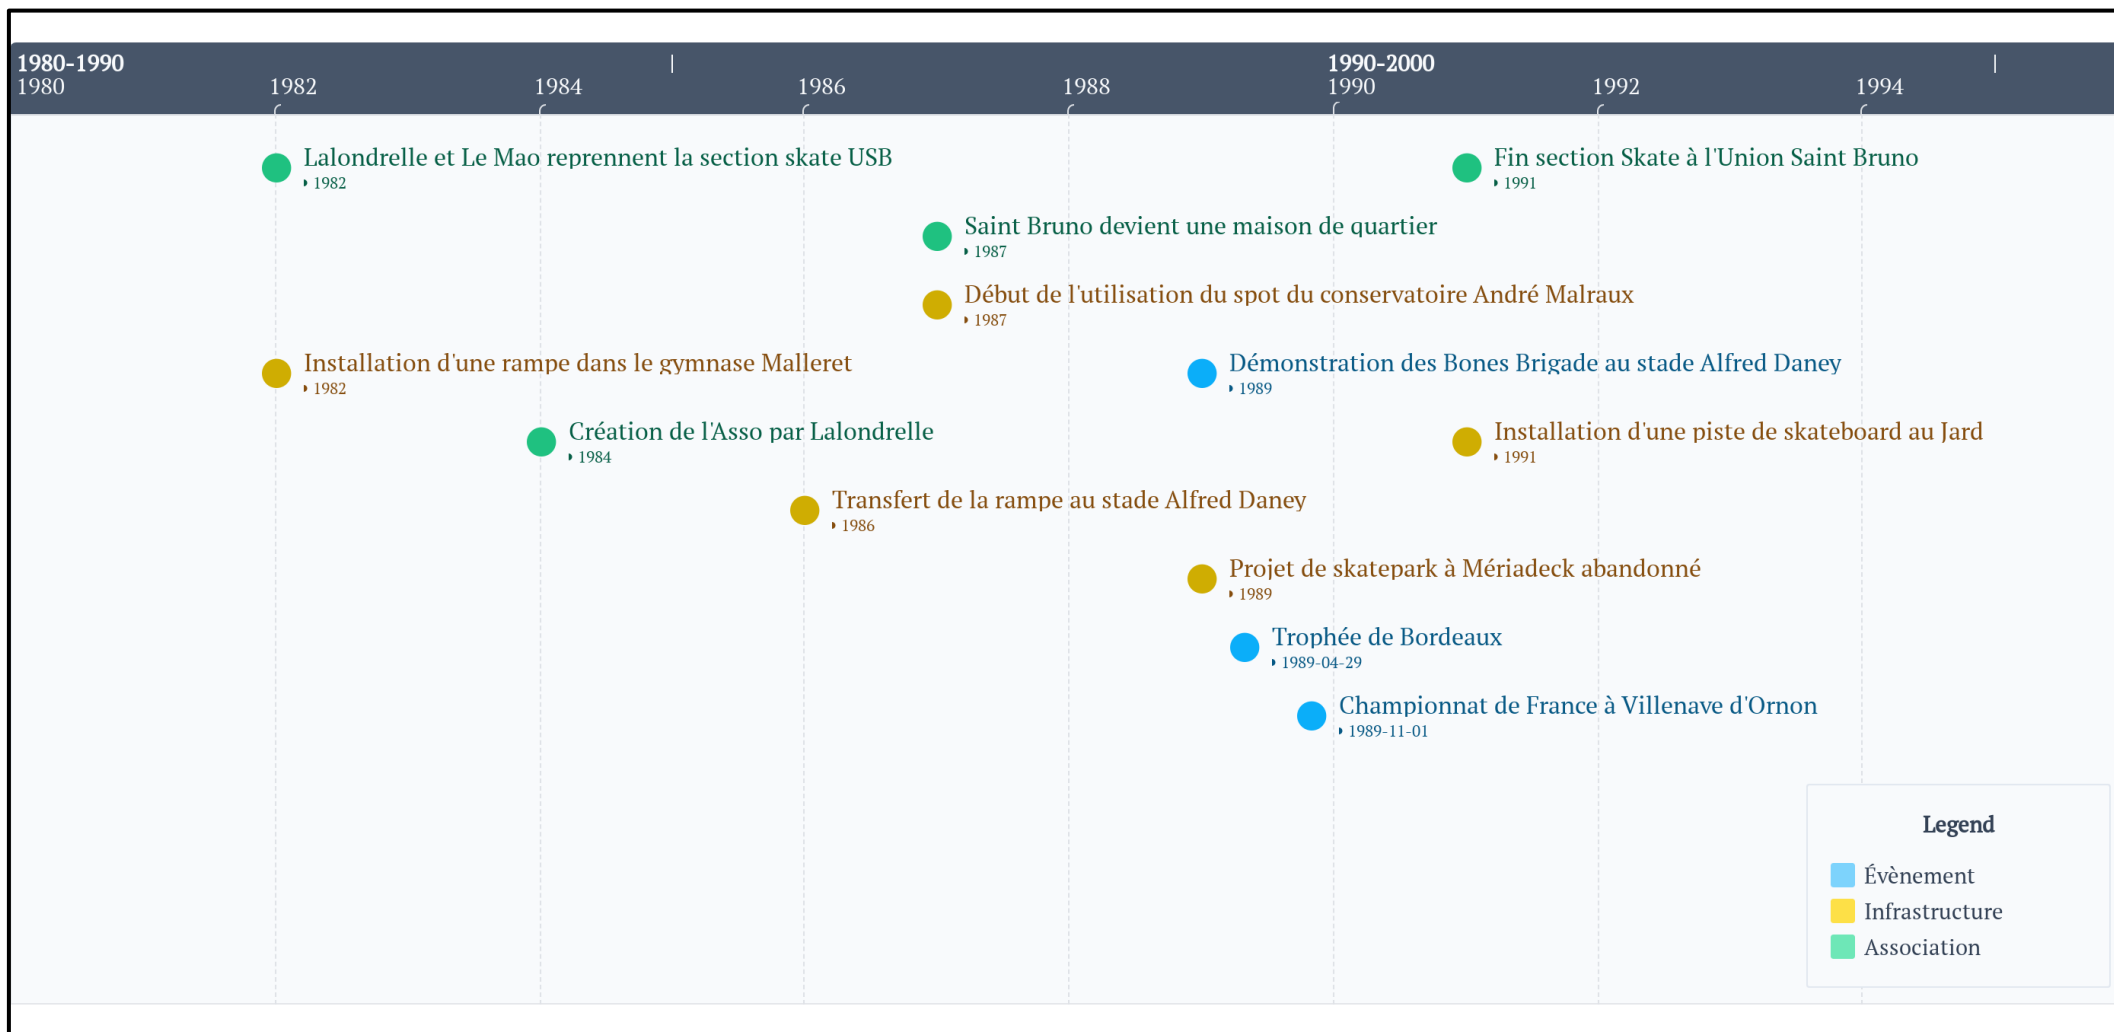 1980-1990
1990-2000
1980
1982
1984
1986
1988
1990
1992
1994
Lalondrelle et Le Mao reprennent la section skate USB
1982
Fin section Skate à l'Union Saint Bruno
1991
Saint Bruno devient une maison de quartier
1987
Début de l'utilisation du spot du conservatoire André Malraux
1987
Installation d'une rampe dans le gymnase Malleret
1982
Démonstration des Bones Brigade au stade Alfred Daney
1989
Création de l'Asso par Lalondrelle
1984
Installation d'une piste de skateboard au Jard
1991
Transfert de la rampe au stade Alfred Daney
1986
Projet de skatepark à Mériadeck abandonné
1989
Trophée de Bordeaux
1989-04-29
Championnat de France à Villenave d'Ornon
1989-11-01
Legend
Évènement
Infrastructure
Association